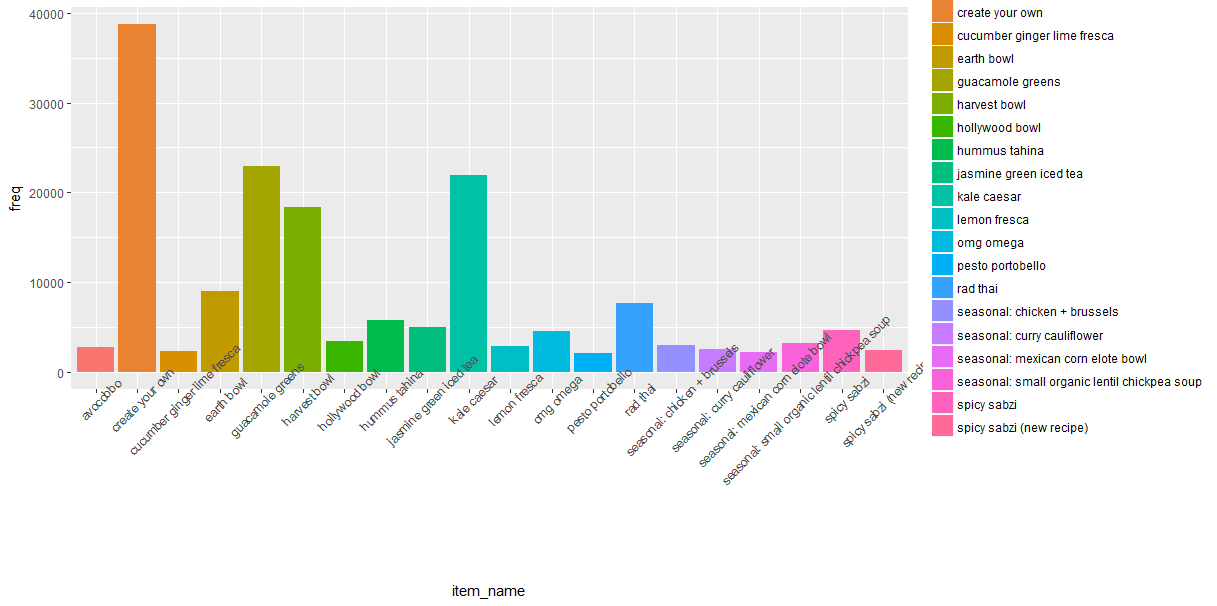 40000
30000
20000
10000
0
freq
avocobbo
create your own
cucumber ginger lime fresca
earth bowl
guacamole greens
harvest bowl
hollywood bowl
hummus tahina
jasmine green iced tea
kale caesar
lemon fresca
omg omega
pesto portobello
rad thai
seasonal: chicken + brussels
seasonal: curry cauliflower
seasonal: mexican corn elote bowl
seasonal: small organic lentil chickpea soup
spicy sabzi
spicy sabzi (new
item_name
create your own
cucumber ginger lime fresca
earth bowl
guacamole greens
harvest bowl
hollywood bowl
hummus tahina
jasmine green iced tea
kale caesar
lemon fresca
omg omega
pesto portobello
rad thai
seasonal: chicken + brussels
seasonal: curry cauliflower
seasonal: mexican corn elote bowl
seasonal: small organic lentil chickpea soup
spicy sabzi
spicy sabzi (new recipe)